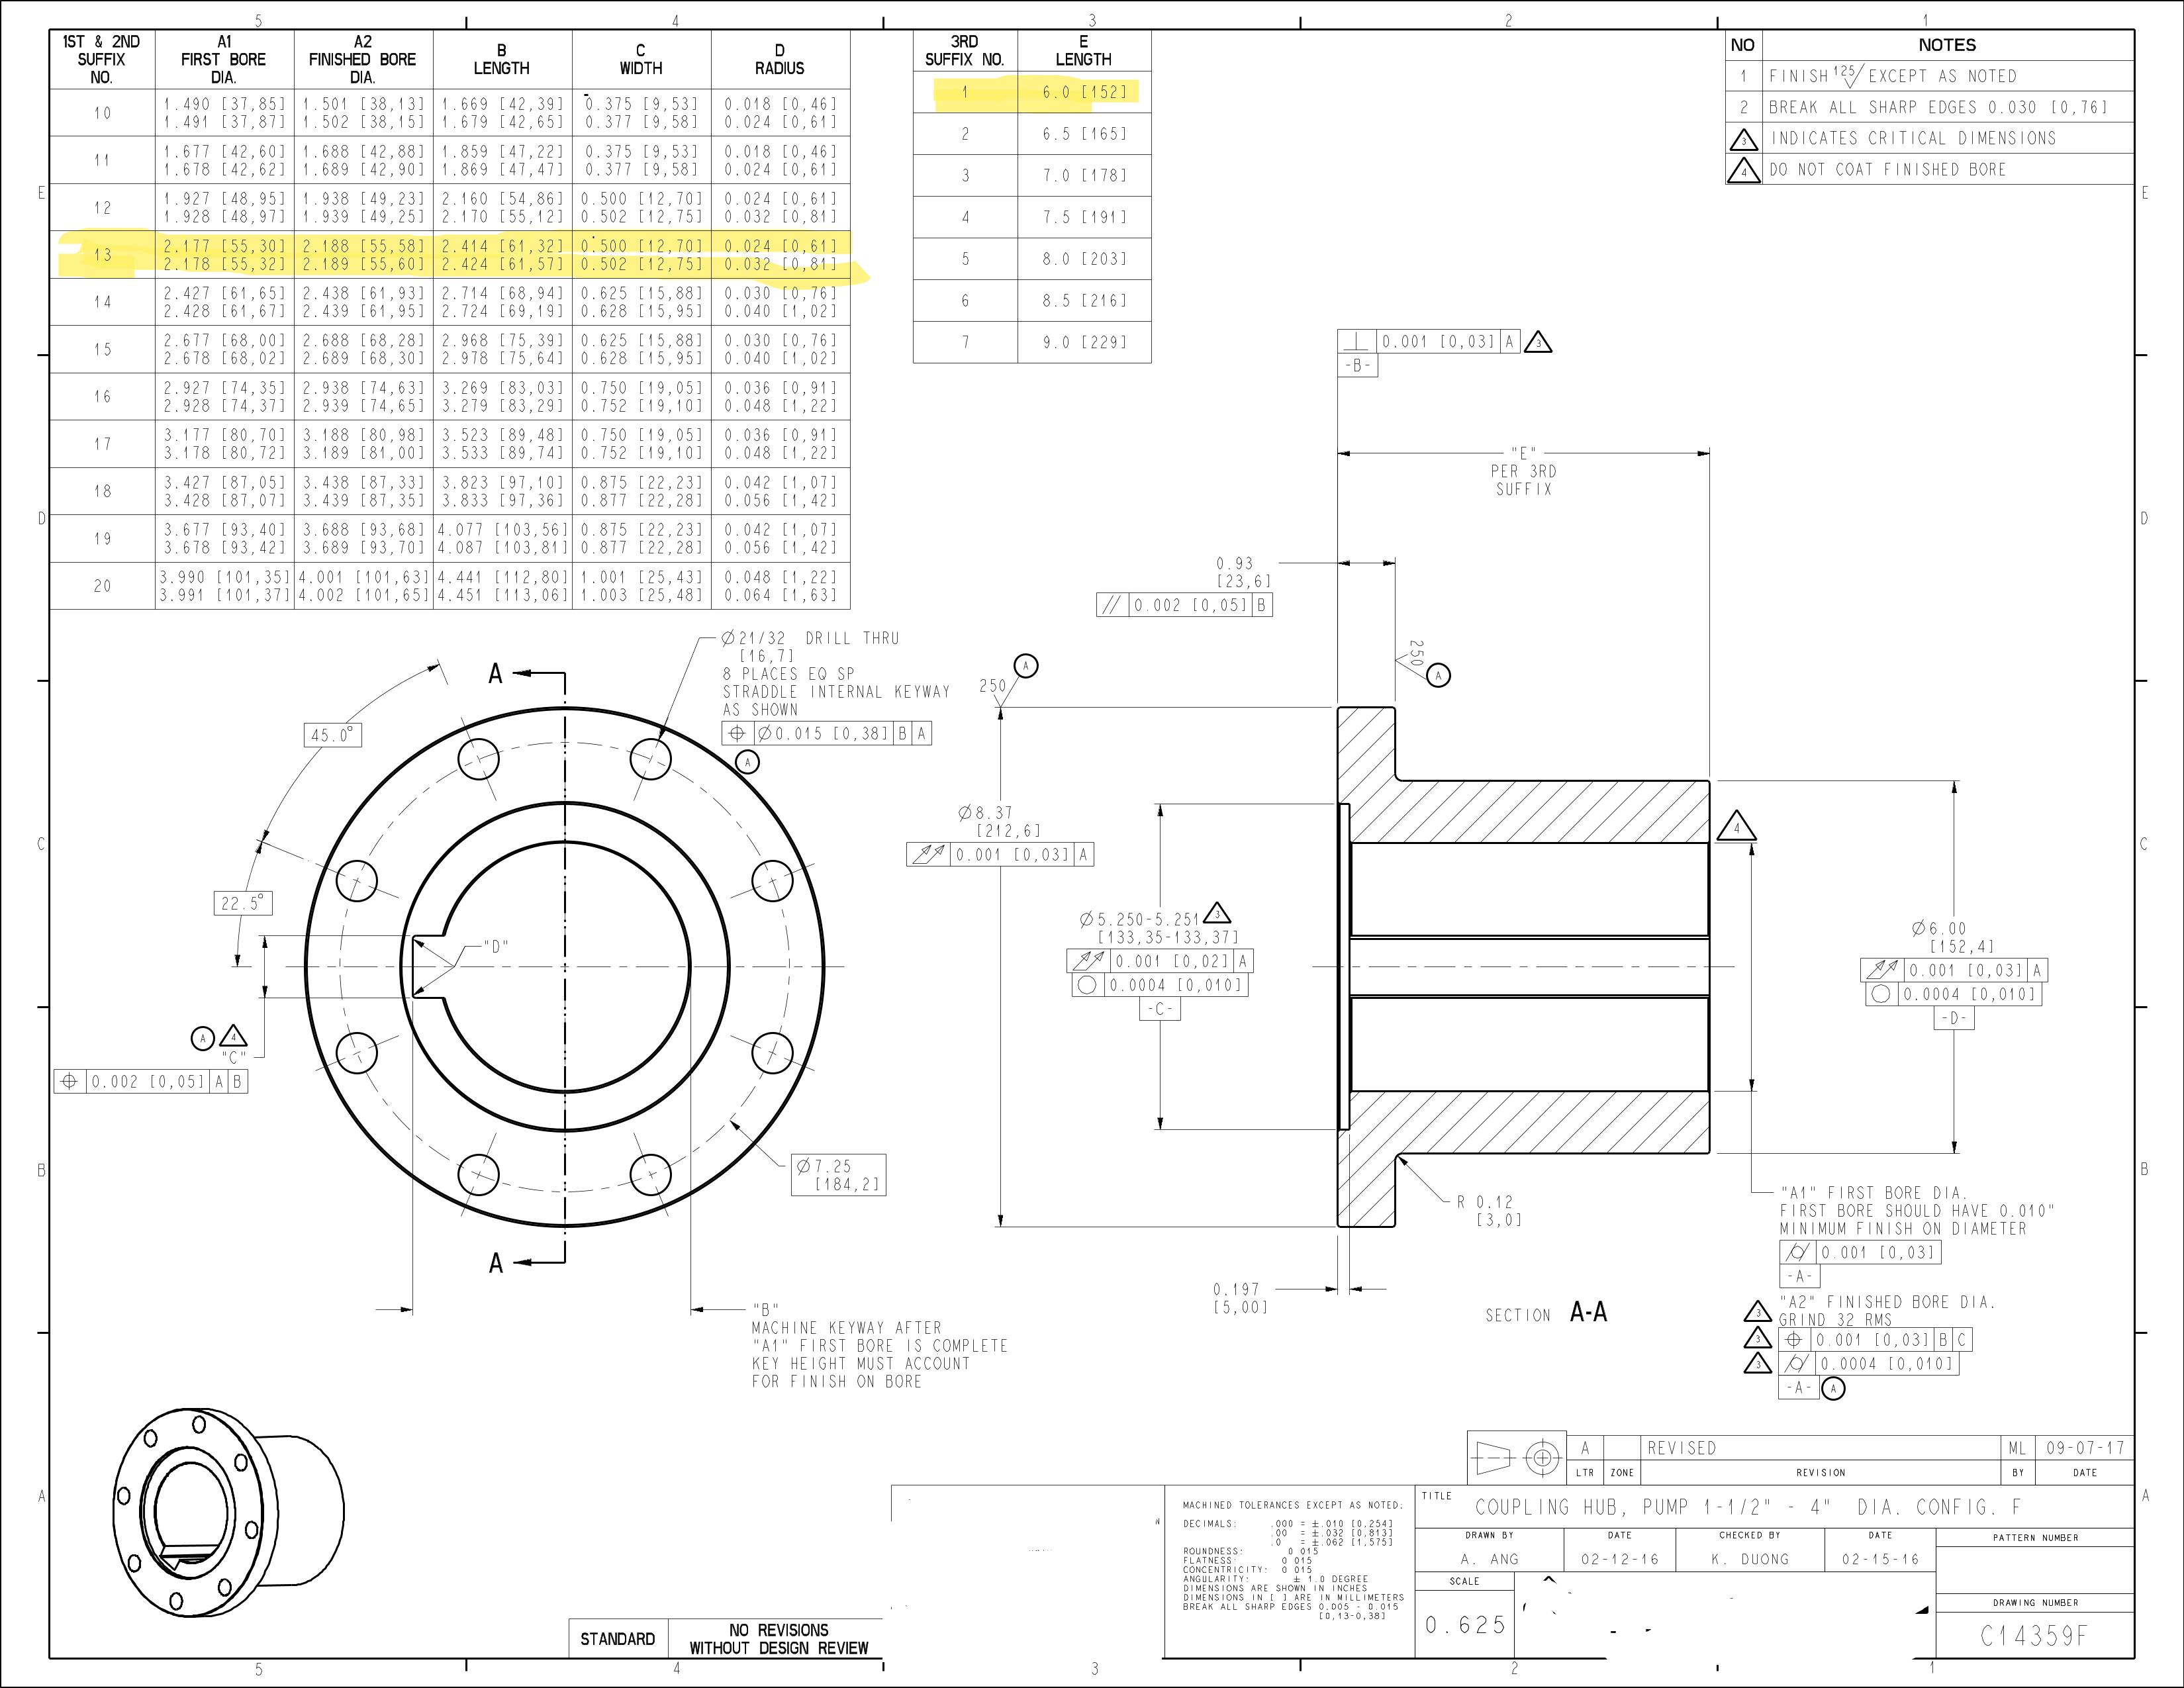 5 4 3 2 1
1ST & 2ND SUFFIX NO. A1 FIRST BORE DIA. A2 FINISHED BORE DIA. B LENGTH C WIDTH D RADIUS
10 1.490 [37,85] 1.501 [38,13] 1.669 [42,39] 0.375 [9,53] 0.018 [0,46]
1.491 [37,87] 1.502 [38,15] 1.679 [42,65] 0.377 [9,58] 0.024 [0,61]
11 1.677 [42,60] 1.688 [42,88] 1.859 [47,22] 0.375 [9,53] 0.018 [0,46]
1.678 [42,62] 1.689 [42,90] 1.869 [47,47] 0.377 [9,58] 0.024 [0,61]
12 1.927 [48,95] 1.938 [49,23] 2.160 [54,86] 0.500 [12,70] 0.024 [0,61]
1.928 [48,97] 1.939 [49,25] 2.170 [55,12] 0.502 [12,75] 0.032 [0,81]
13 2.177 [55,30] 2.188 [55,58] 2.414 [61,32] 0.500 [12,70] 0.024 [0,61]
2.178 [55,32] 2.189 [55,60] 2.424 [61,57] 0.502 [12,75] 0.032 [0,81]
14 2.427 [61,65] 2.438 [61,93] 2.714 [68,94] 0.625 [15,88] 0.030 [0,76]
2.428 [61,67] 2.439 [61,95] 2.724 [69,19] 0.628 [15,95] 0.040 [1,02]
15 2.677 [68,00] 2.688 [68,28] 2.968 [75,39] 0.625 [15,88] 0.030 [0,76]
2.678 [68,02] 2.689 [68,30] 2.978 [75,64] 0.628 [15,95] 0.040 [1,02]
16 2.927 [74,35] 2.938 [74,63] 3.269 [83,03] 0.750 [19,05] 0.036 [0,91]
2.928 [74,37] 2.939 [74,65] 3.279 [83,29] 0.752 [19,10] 0.048 [1,22]
17 3.177 [80,70] 3.188 [80,98] 3.523 [89,48] 0.750 [19,05] 0.036 [0,91]
3.178 [80,72] 3.189 [81,00] 3.533 [89,74] 0.752 [19,10] 0.048 [1,22]
18 3.427 [87,05] 3.438 [87,33] 3.823 [97,10] 0.875 [22,23] 0.042 [1,07]
3.428 [87,07] 3.439 [87,35] 3.833 [97,36] 0.877 [22,28] 0.056 [1,42]
19 3.677 [93,40] 3.688 [93,68] 4.077 [103,56] 0.875 [22,23] 0.042 [1,07]
3.678 [93,42] 3.689 [93,70] 4.087 [103,81] 0.877 [22,28] 0.056 [1,42]
20 3.990 [101,35] 4.001 [101,63] 4.441 [112,80] 1.001 [25,43] 0.048 [1,22]
3.991 [101,37] 4.002 [101,65] 4.451 [113,06] 1.003 [25,48] 0.064 [1,63]
3RD SUFFIX NO. E LENGTH
1 6.0 [152]
2 6.5 [165]
3 7.0 [178]
4 7.5 [191]
5 8.0 [203]
6 8.5 [216]
7 9.0 [229]
NO NOTES
1 FINISH 125 EXCEPT AS NOTED
2 BREAK ALL SHARP EDGES 0.030 [0,76]
3 INDICATES CRITICAL DIMENSIONS
4 DO NOT COAT FINISHED BORE
E E
D D
C C
B B
A A
⌀21/32 DRILL THRU
[16,7]
8 PLACES EQ SP
STRADDLE INTERNAL KEYWAY
AS SHOWN
⌖ ⌀0.015 [0,38] B A
A
A
45.0°
22.5°
"D"
A 4
"C"
⌖ 0.002 [0,05] A B
⌀7.25
[184,2]
A
"B"
MACHINE KEYWAY AFTER
"A1" FIRST BORE IS COMPLETE
KEY HEIGHT MUST ACCOUNT
FOR FINISH ON BORE
⊥ 0.001 [0,03] A 3
-B-
"E"
PER 3RD
SUFFIX
0.93
[23,6]
// 0.002 [0,05] B
250 A
250 A
⌀8.37
[212,6]
0.001 [0,03] A
⌀5.250-5.251 3
[133,35-133,37]
0.001 [0,02] A
○ 0.0004 [0,010]
-C-
4
⌀6.00
[152,4]
0.001 [0,03] A
○ 0.0004 [0,010]
-D-
R 0.12
[3,0]
0.197
[5,00]
SECTION A-A
"A1" FIRST BORE DIA.
FIRST BORE SHOULD HAVE 0.010"
MINIMUM FINISH ON DIAMETER
⌭ 0.001 [0,03]
-A-
3 "A2" FINISHED BORE DIA.
GRIND 32 RMS
3 ⌖ 0.001 [0,03] B C
3 ⌭ 0.0004 [0,010]
-A- A
A REVISED ML 09-07-17
LTR ZONE REVISION BY DATE
MACHINED TOLERANCES EXCEPT AS NOTED:
DECIMALS: .000 = ±.010 [0,254]
.00 = ±.032 [0,813]
.0 = ±.062 [1,575]
ROUNDNESS: 0.015
FLATNESS: 0.015
CONCENTRICITY: 0.015
ANGULARITY: ± 1.0 DEGREE
DIMENSIONS ARE SHOWN IN INCHES
DIMENSIONS IN [ ] ARE IN MILLIMETERS
BREAK ALL SHARP EDGES 0.005 - 0.015
[0,13-0,38]
TITLE COUPLING HUB, PUMP 1-1/2" - 4" DIA. CONFIG. F
DRAWN BY DATE CHECKED BY DATE PATTERN NUMBER
A. ANG 02-12-16 K. DUONG 02-15-16
SCALE
0.625
DRAWING NUMBER
C14359F
STANDARD NO REVISIONS
WITHOUT DESIGN REVIEW
5 4 3 2 1